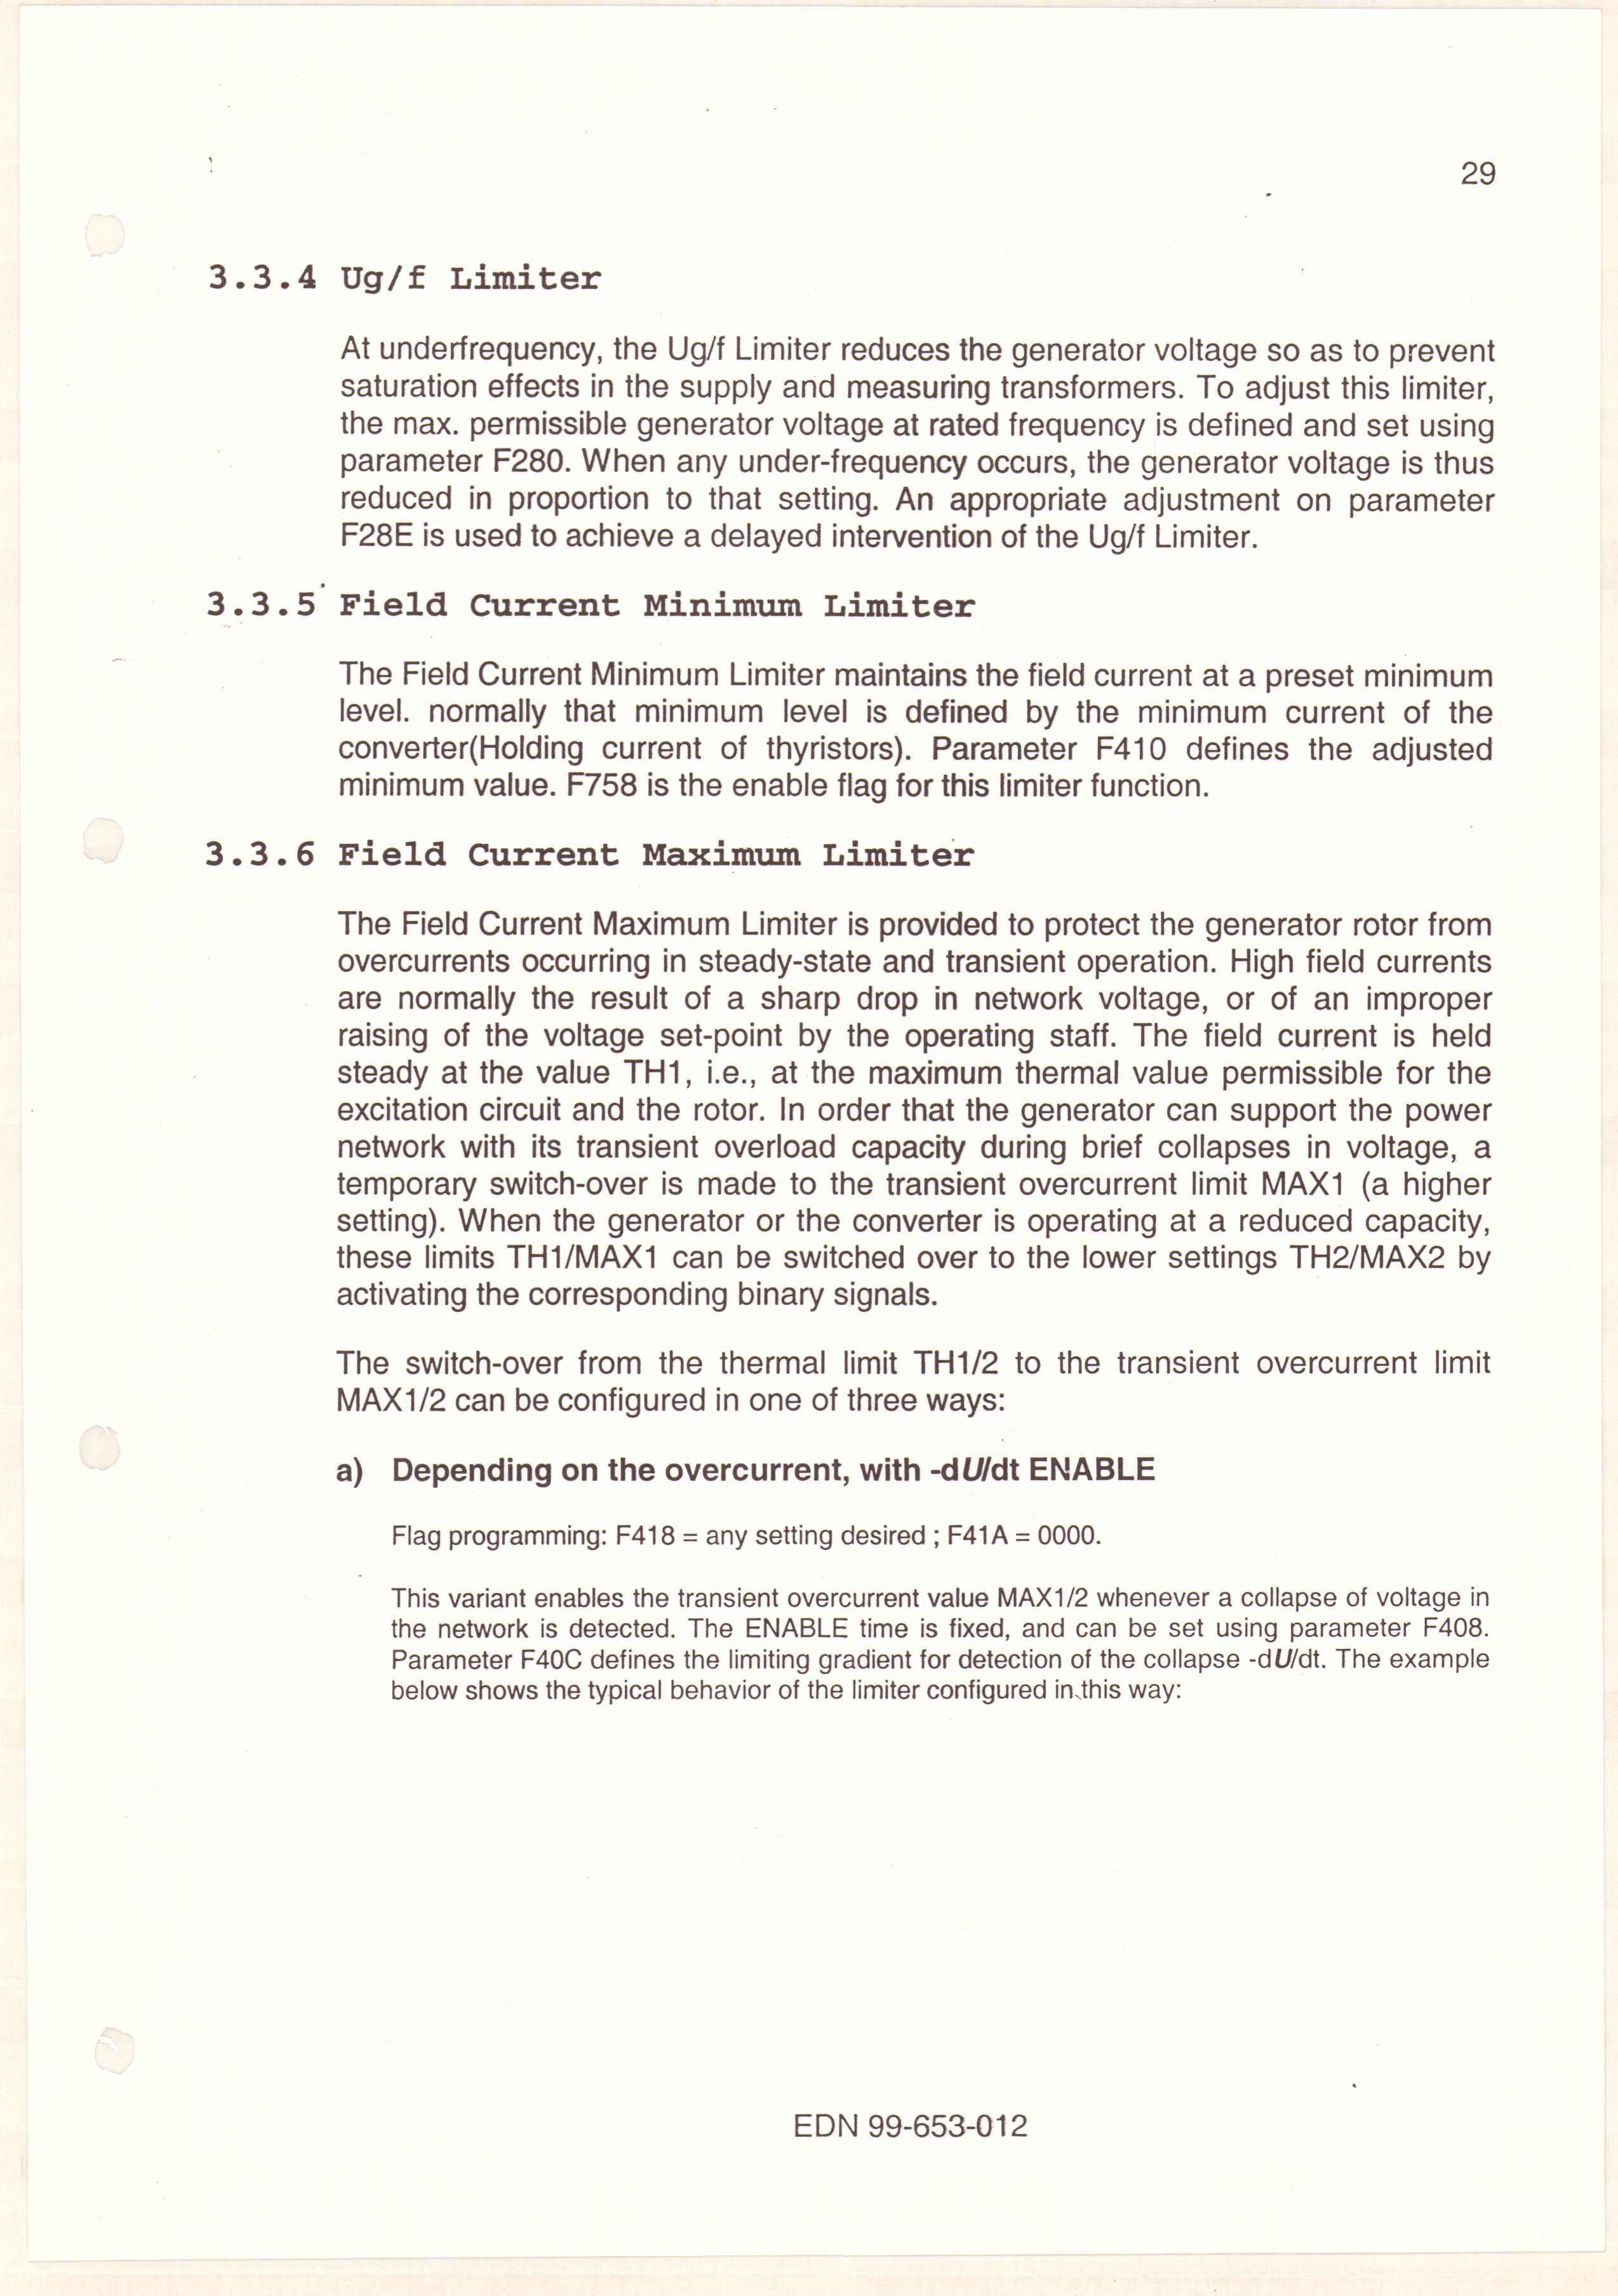 29
3.3.4 Ug/f Limiter
At underfrequency, the Ug/f Limiter reduces the generator voltage so as to prevent
saturation effects in the supply and measuring transformers. To adjust this limiter,
the max. permissible generator voltage at rated frequency is defined and set using
parameter F280. When any under-frequency occurs, the generator voltage is thus
reduced in proportion to that setting. An appropriate adjustment on parameter
F28E is used to achieve a delayed intervention of the Ug/f Limiter.
3.3.5 Field Current Minimum Limiter
The Field Current Minimum Limiter maintains the field current at a preset minimum
level. normally that minimum level is defined by the minimum current of the
converter(Holding current of thyristors). Parameter F410 defines the adjusted
minimum value. F758 is the enable flag for this limiter function.
3.3.6 Field Current Maximum Limiter
The Field Current Maximum Limiter is provided to protect the generator rotor from
overcurrents occurring in steady-state and transient operation. High field currents
are normally the result of a sharp drop in network voltage, or of an improper
raising of the voltage set-point by the operating staff. The field current is held
steady at the value TH1, i.e., at the maximum thermal value permissible for the
excitation circuit and the rotor. In order that the generator can support the power
network with its transient overload capacity during brief collapses in voltage, a
temporary switch-over is made to the transient overcurrent limit MAX1 (a higher
setting). When the generator or the converter is operating at a reduced capacity,
these limits TH1/MAX1 can be switched over to the lower settings TH2/MAX2 by
activating the corresponding binary signals.
The switch-over from the thermal limit TH1/2 to the transient overcurrent limit
MAX1/2 can be configured in one of three ways:
a) Depending on the overcurrent, with -dU/dt ENABLE
Flag programming: F418 = any setting desired ; F41A = 0000.
This variant enables the transient overcurrent value MAX1/2 whenever a collapse of voltage in
the network is detected. The ENABLE time is fixed, and can be set using parameter F408.
Parameter F40C defines the limiting gradient for detection of the collapse -dU/dt. The example
below shows the typical behavior of the limiter configured in this way:
EDN 99-653-012